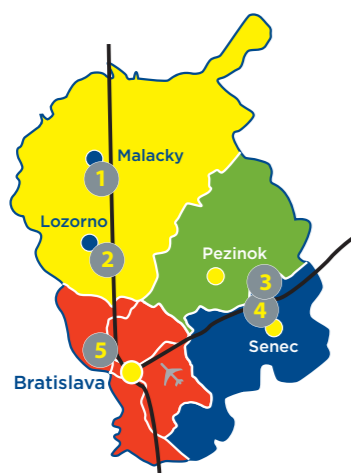 Malacky
1
Lozorno
2
Pezinok
3
4
5
Senec
Bratislava